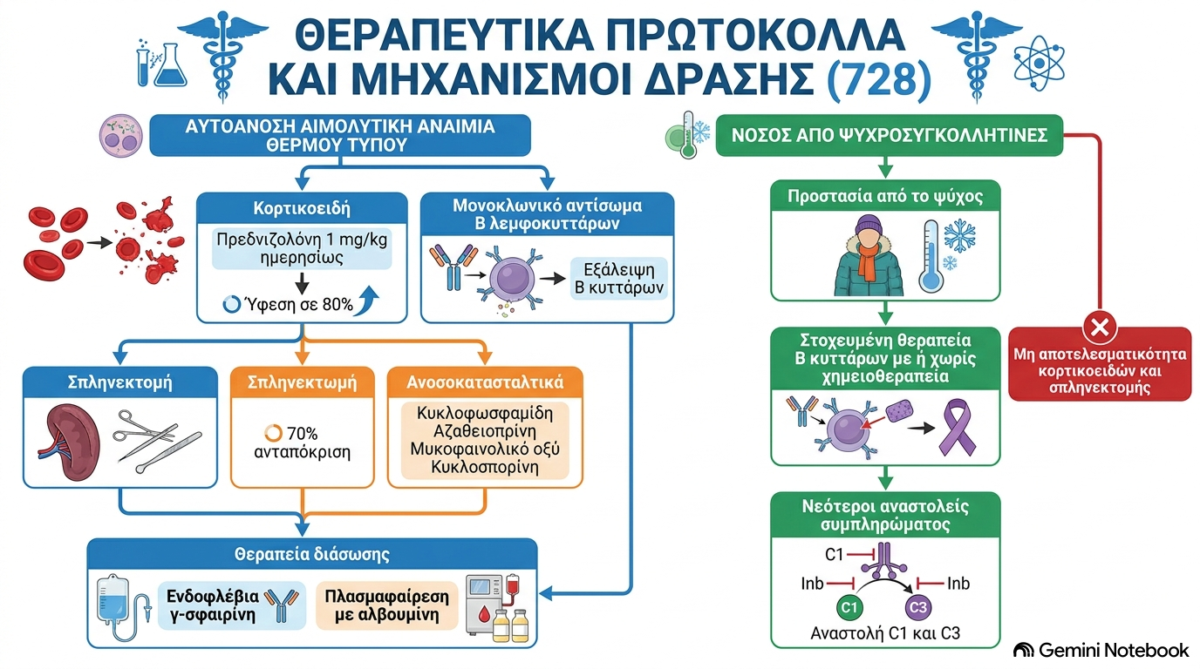 ΘΕΡΑΠΕΥΤΙΚΑ ΠΡΩΤΟΚΟΛΛΑ
ΚΑΙ ΜΗΧΑΝΙΣΜΟΙ ΔΡΑΣΗΣ (728)
ΑΥΤΟΑΝΟΣΗ ΑΙΜΟΛΥΤΙΚΗ ΑΝΑΙΜΙΑ
ΘΕΡΜΟΥ ΤΥΠΟΥ
Κορτικοειδή
Πρεδνιζολόνη 1 mg/kg
ημερησίως
Ύφεση σε 80%
Μονοκλωνικό αντίσωμα
Β λεμφοκυττάρων
Εξάλειψη
Β κυττάρων
Σπληνεκτομή
Σπληνεκτωμή
70%
ανταπόκριση
Ανοσοκατασταλτικά
Κυκλοφωσφαμίδη
Αζαθειοπρίνη
Μυκοφαινολικό οξύ
Κυκλοσπορίνη
Θεραπεία διάσωσης
Ενδοφλέβια
γ-σφαιρίνη
Πλασμαφαίρεση
με αλβουμίνη
ΝΟΣΟΣ ΑΠΟ ΨΥΧΡΟΣΥΓΚΟΛΛΗΤΙΝΕΣ
Προστασία από το ψύχος
Στοχευμένη θεραπεία
Β κυττάρων με ή χωρίς
χημειοθεραπεία
Μη αποτελεσματικότητα
κορτικοειδών και
σπληνεκτομής
Νεότεροι αναστολείς
συμπληρώματος
C1
Inb
Inb
C1
C3
Αναστολή C1 και C3
Gemini Notebook